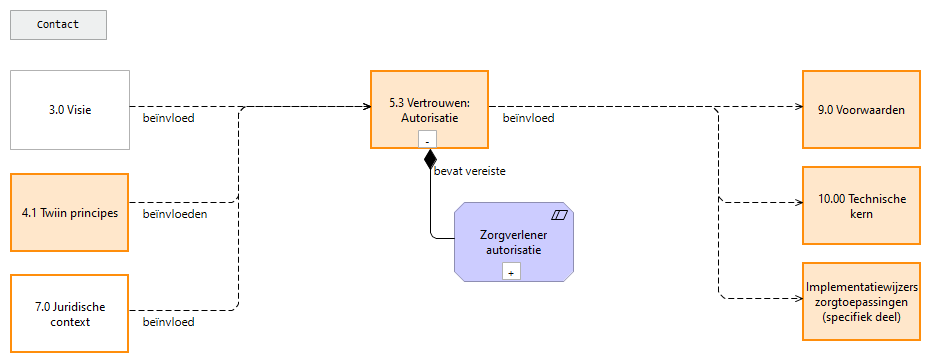 Contact
3.0 Visie
beïnvloed
4.1 Twiin principes
beïnvloeden
7.0 Juridische
context
beïnvloed
5.3 Vertrouwen:
Autorisatie
-
beïnvloed
bevat vereiste
Zorgverlener
autorisatie
+
9.0 Voorwaarden
10.00 Technische
kern
Implementatiewijzers
zorgtoepassingen
(specifiek deel)